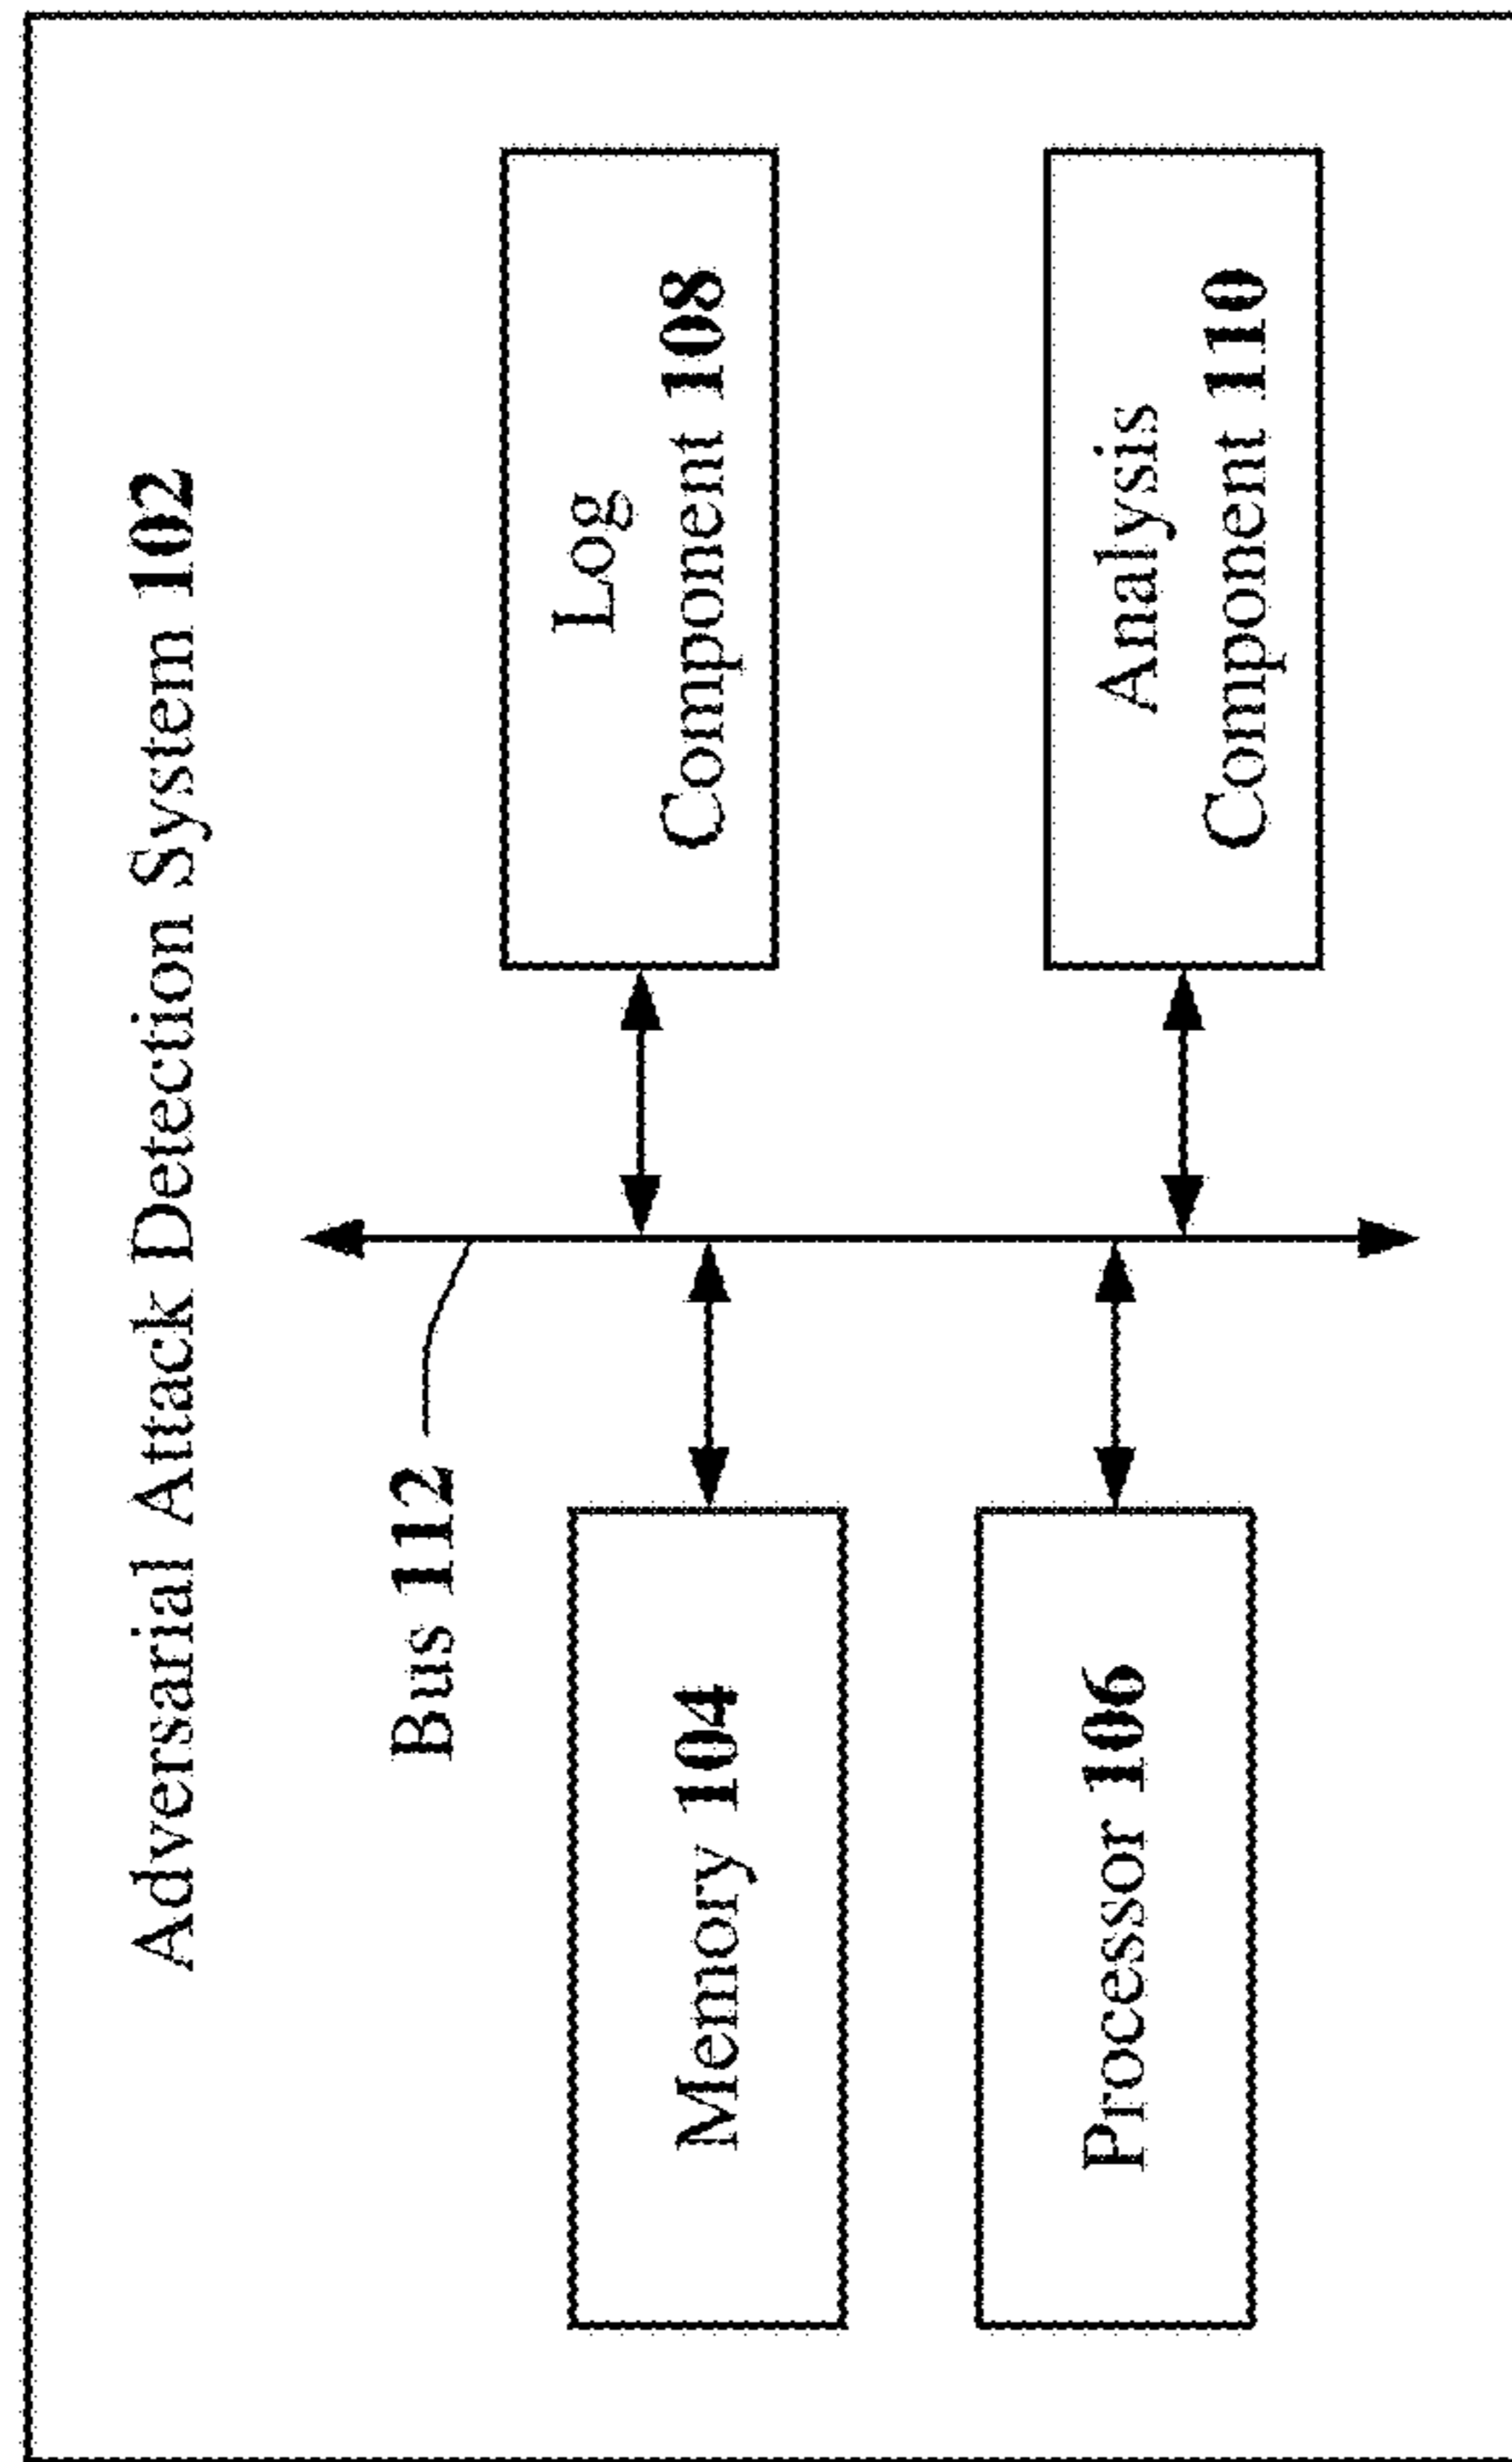 Adversarial Attack Detection System 102
Bus 112
Memory 104
Processor 106
Log
Component 108
Analysis
Component 110